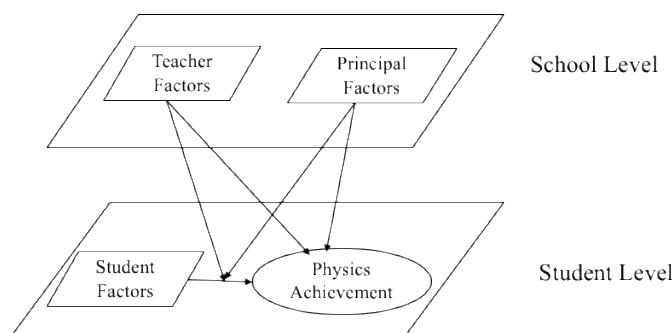 Teacher
Factors
Principal
Factors
School Level
Student
Factors
Physics
Achievement
Student Level